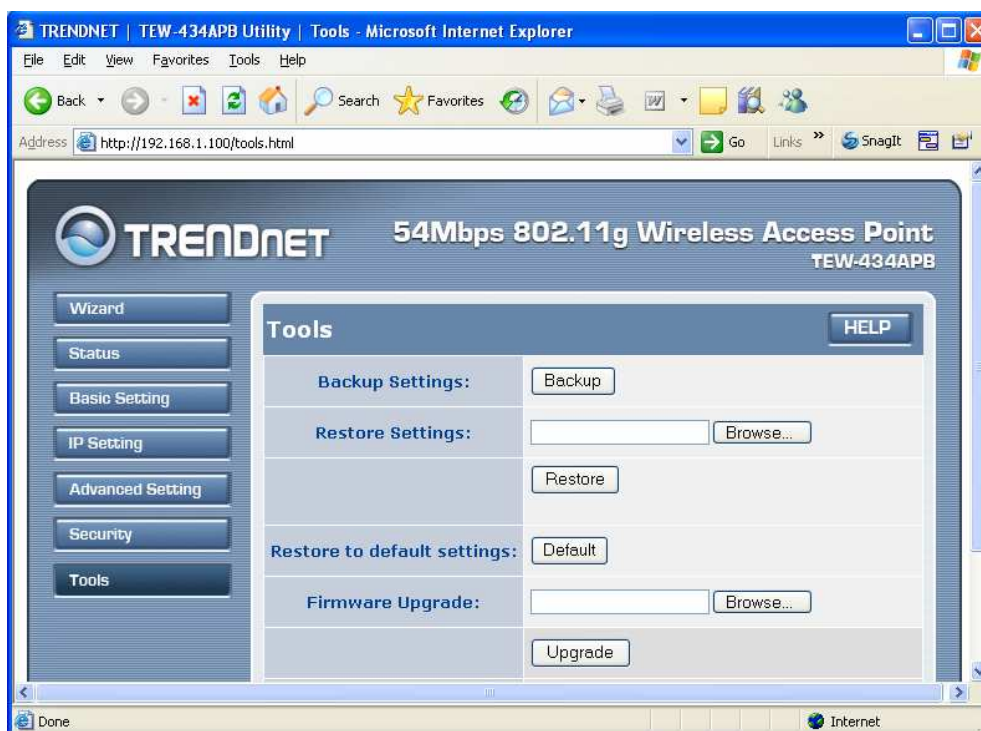 TRENDNET | TEW-434APB Utility | Tools - Microsoft Internet Explorer
File Edit View Favorites Tools Help
Back Search Favorites
Address http://192.168.1.100/tools.html Go Links » SnagIt
TRENDNET 54Mbps 802.11g Wireless Access Point
TEW-434APB
Wizard
Status
Basic Setting
IP Setting
Advanced Setting
Security
Tools
Tools HELP
Backup Settings: Backup
Restore Settings: Browse...
Restore
Restore to default settings: Default
Firmware Upgrade: Browse...
Upgrade
Done Internet